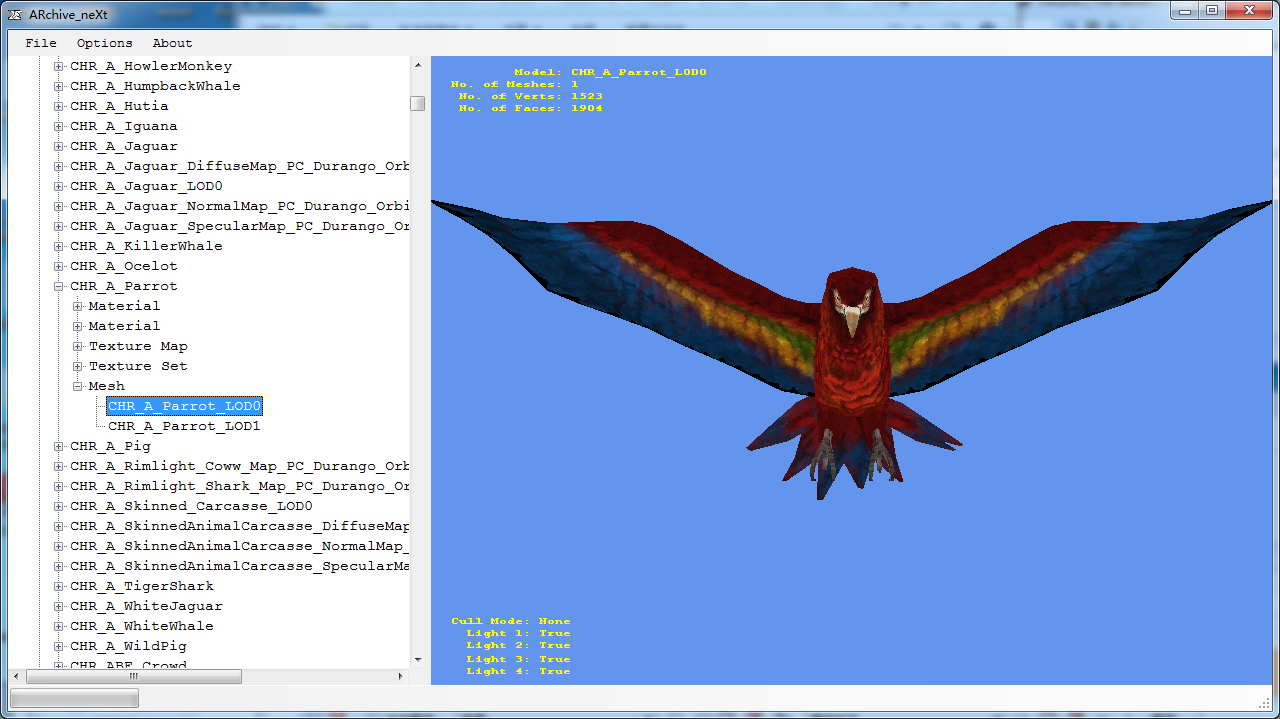 ARchive_neXt
File Options About
CHR_A_HowlerMonkey
CHR_A_HumpbackWhale
CHR_A_Hutia
CHR_A_Iguana
CHR_A_Jaguar
CHR_A_Jaguar_DiffuseMap_PC_Durango_Orb
CHR_A_Jaguar_LOD0
CHR_A_Jaguar_NormalMap_PC_Durango_Orbi
CHR_A_Jaguar_SpecularMap_PC_Durango_Or
CHR_A_KillerWhale
CHR_A_Ocelot
CHR_A_Parrot
Material
Material
Texture Map
Texture Set
Mesh
CHR_A_Parrot_LOD0
CHR_A_Parrot_LOD1
CHR_A_Pig
CHR_A_Rimlight_Coww_Map_PC_Durango_Orb
CHR_A_Rimlight_Shark_Map_PC_Durango_Or
CHR_A_Skinned_Carcasse_LOD0
CHR_A_SkinnedAnimalCarcasse_DiffuseMap
CHR_A_SkinnedAnimalCarcasse_NormalMap_
CHR_A_SkinnedAnimalCarcasse_SpecularMa
CHR_A_TigerShark
CHR_A_WhiteJaguar
CHR_A_WhiteWhale
CHR_A_WildPig
CHR_ABF_Crowd
Model: CHR_A_Parrot_LOD0
No. of Meshes: 1
No. of Verts: 1523
No. of Faces: 1904
Cull Mode: None
Light 1: True
Light 2: True
Light 3: True
Light 4: True